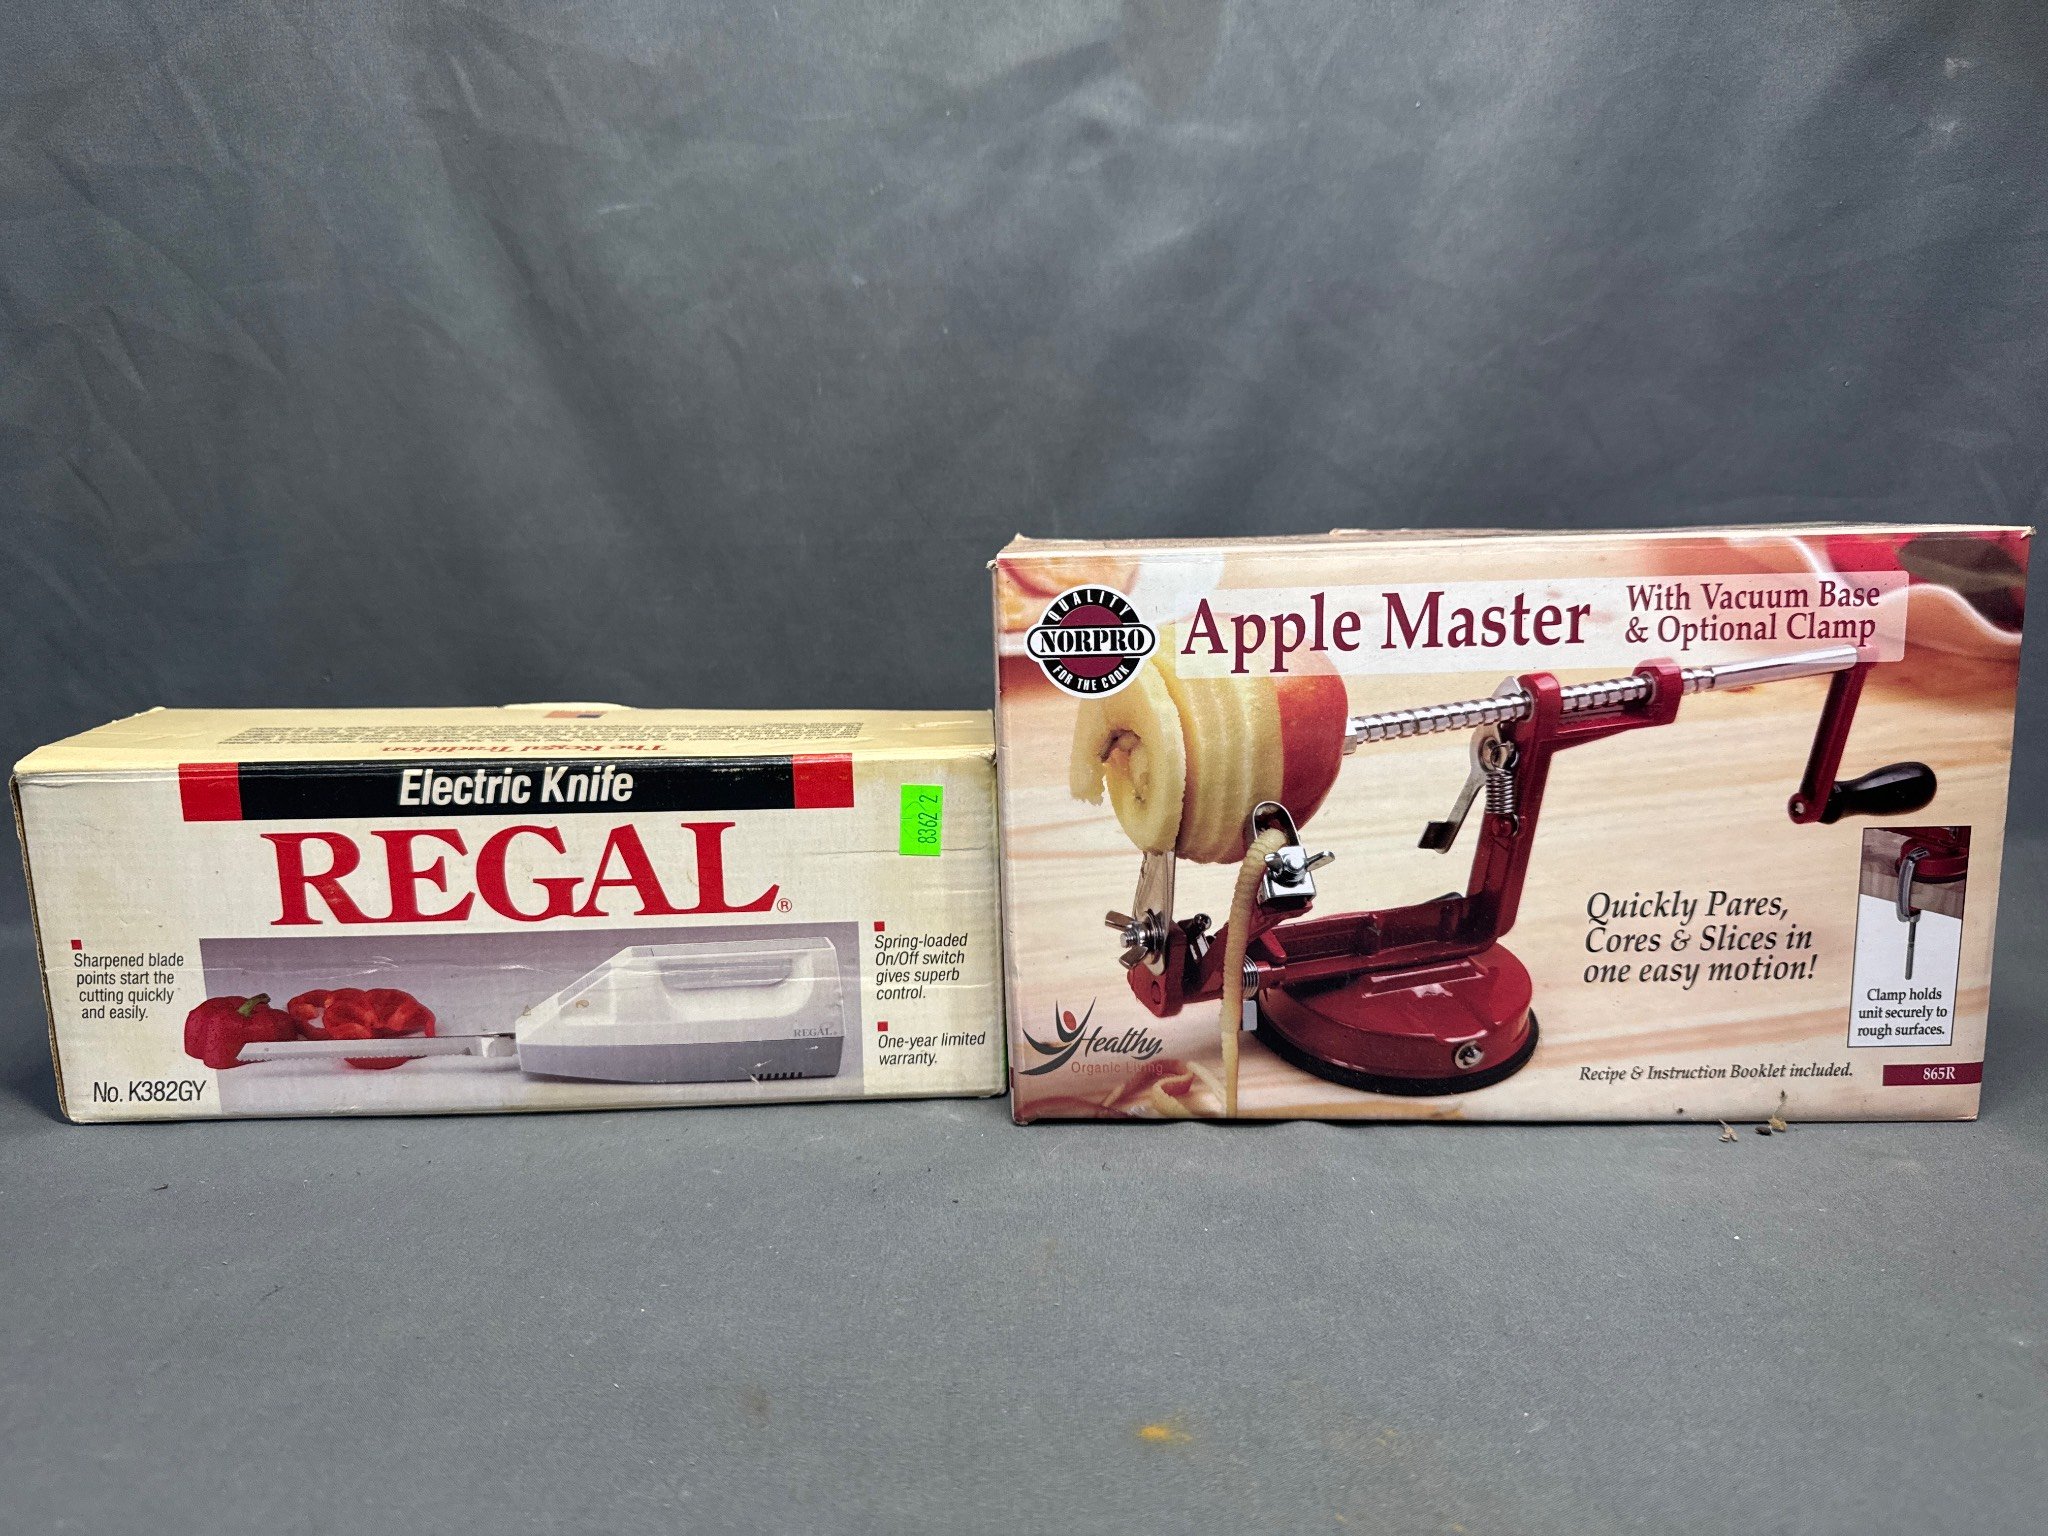 The Regal Tradition
Electric Knife
REGAL®
8362 2
Sharpened blade
points start the
cutting quickly
and easily.
Spring-loaded
On/Off switch
gives superb
control.
One-year limited
warranty.
REGAL
No. K382GY
QUALITY
NORPRO
FOR THE COOK
Apple Master
With Vacuum Base
& Optional Clamp
Quickly Pares,
Cores & Slices in
one easy motion!
Clamp holds
unit securely to
rough surfaces.
Healthy,
Organic Living
Recipe & Instruction Booklet included.
865R